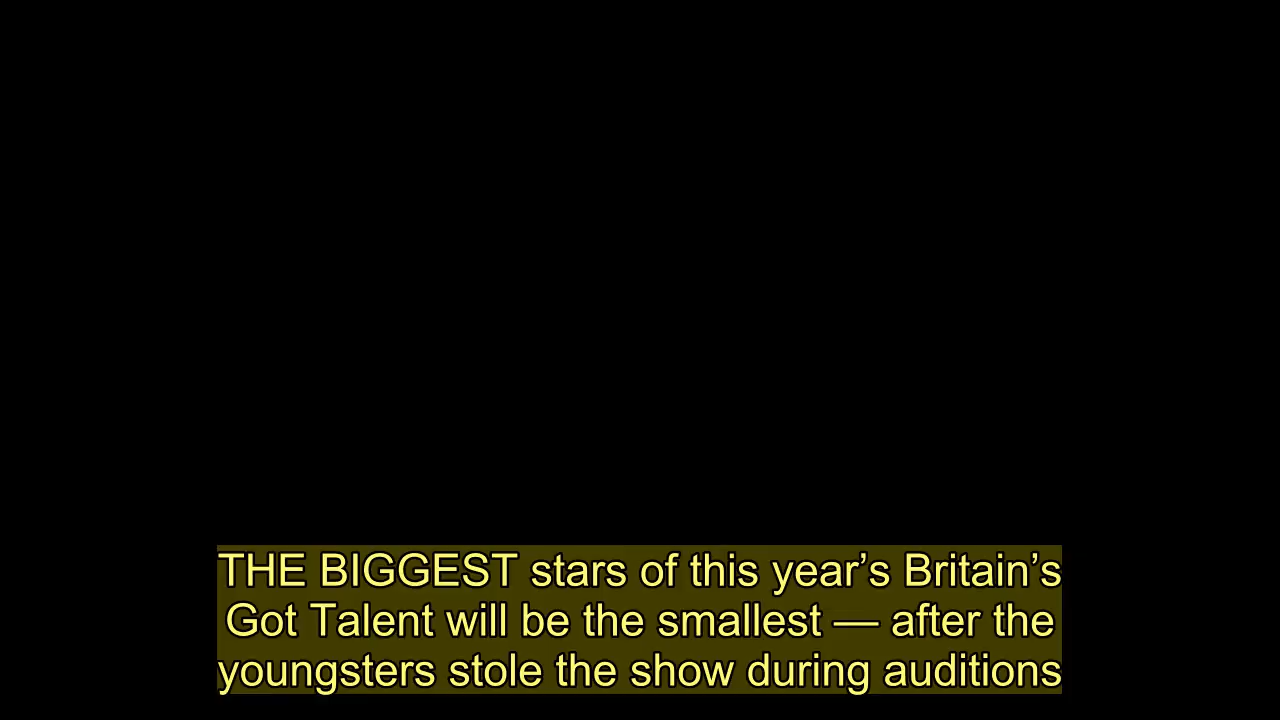 THE BIGGEST stars of this year’s Britain’s
Got Talent will be the smallest — after the
youngsters stole the show during auditions